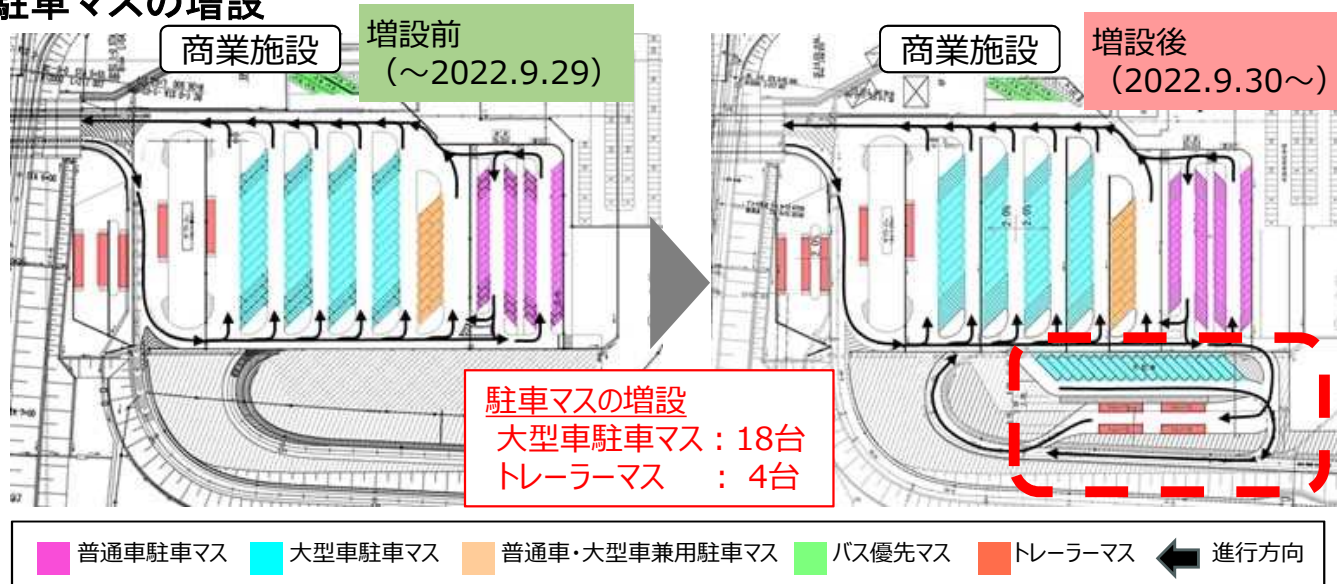 駐車マスの増設
商業施設
増設前
(～2022.9.29)
商業施設
増設後
(2022.9.30～)
駐車マスの増設
大型車駐車マス：18台
トレーラーマス ： 4台
普通車駐車マス
大型車駐車マス
普通車・大型車兼用駐車マス
バス優先マス
トレーラーマス
進行方向